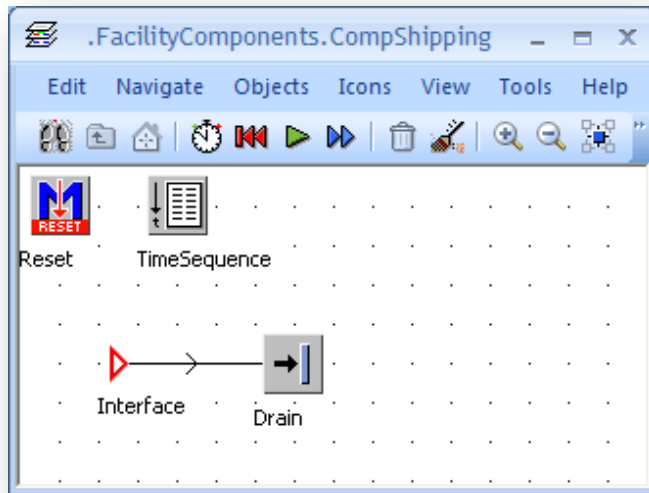 .FacilityComponents.CompShipping
Edit Navigate Objects Icons View Tools Help
M
RESET
t
Reset TimeSequence
Interface
Drain